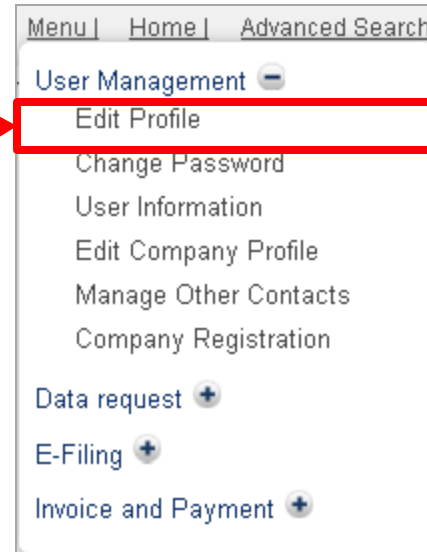 Menu | Home | Advanced Search
User Management
Edit Profile
Change Password
User Information
Edit Company Profile
Manage Other Contacts
Company Registration
Data request
E-Filing
Invoice and Payment